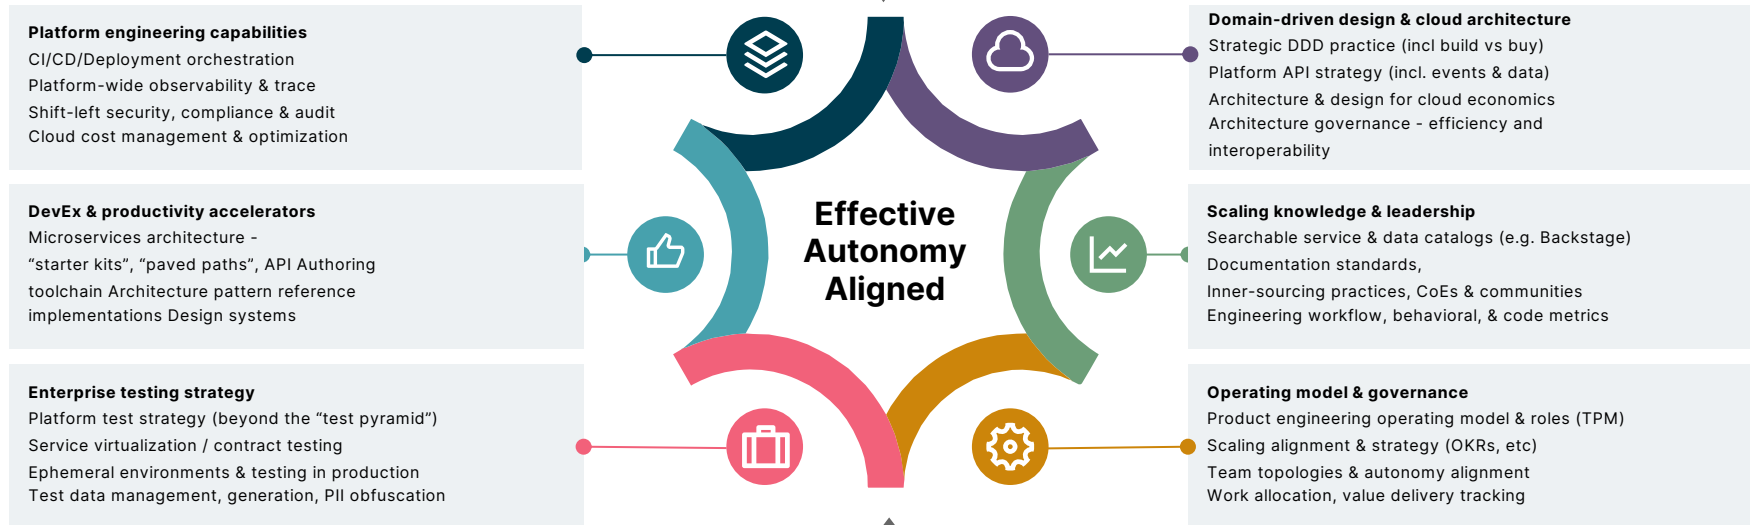 Platform engineering capabilities
CI/CD/Deployment orchestration
Platform-wide observability & trace
Shift-left security, compliance & audit
Cloud cost management & optimization
DevEx & productivity accelerators
Microservices architecture -
“starter kits”, “paved paths”, API Authoring
toolchain Architecture pattern reference
implementations Design systems
Enterprise testing strategy
Platform test strategy (beyond the “test pyramid”)
Service virtualization / contract testing
Ephemeral environments & testing in production
Test data management, generation, PII obfuscation
Effective
Autonomy
Aligned
Domain-driven design & cloud architecture
Strategic DDD practice (incl build vs buy)
Platform API strategy (incl. events & data)
Architecture & design for cloud economics
Architecture governance - efficiency and
interoperability
Scaling knowledge & leadership
Searchable service & data catalogs (e.g. Backstage)
Documentation standards,
Inner-sourcing practices, CoEs & communities
Engineering workflow, behavioral, & code metrics
Operating model & governance
Product engineering operating model & roles (TPM)
Scaling alignment & strategy (OKRs, etc)
Team topologies & autonomy alignment
Work allocation, value delivery tracking